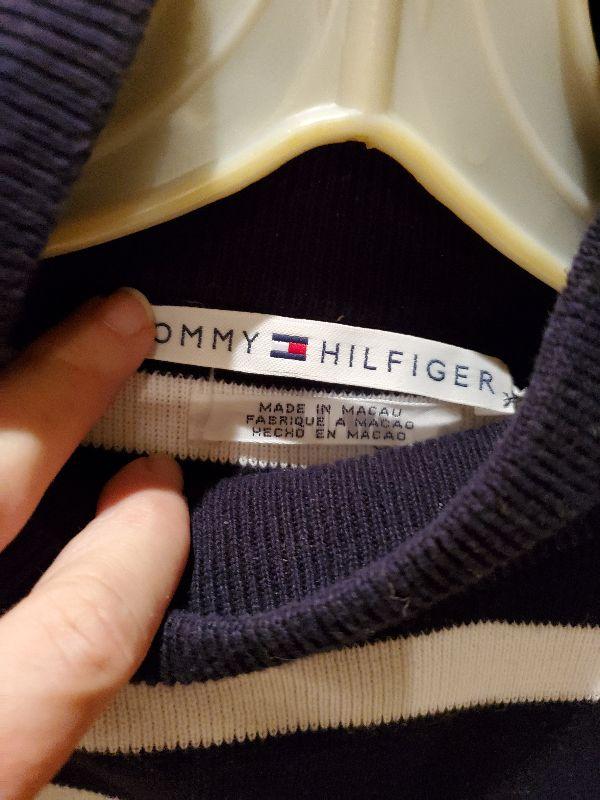 OMMY HILFIGER
MADE IN MACAU
FABRIQUE A MACAO
HECHO EN MACAO